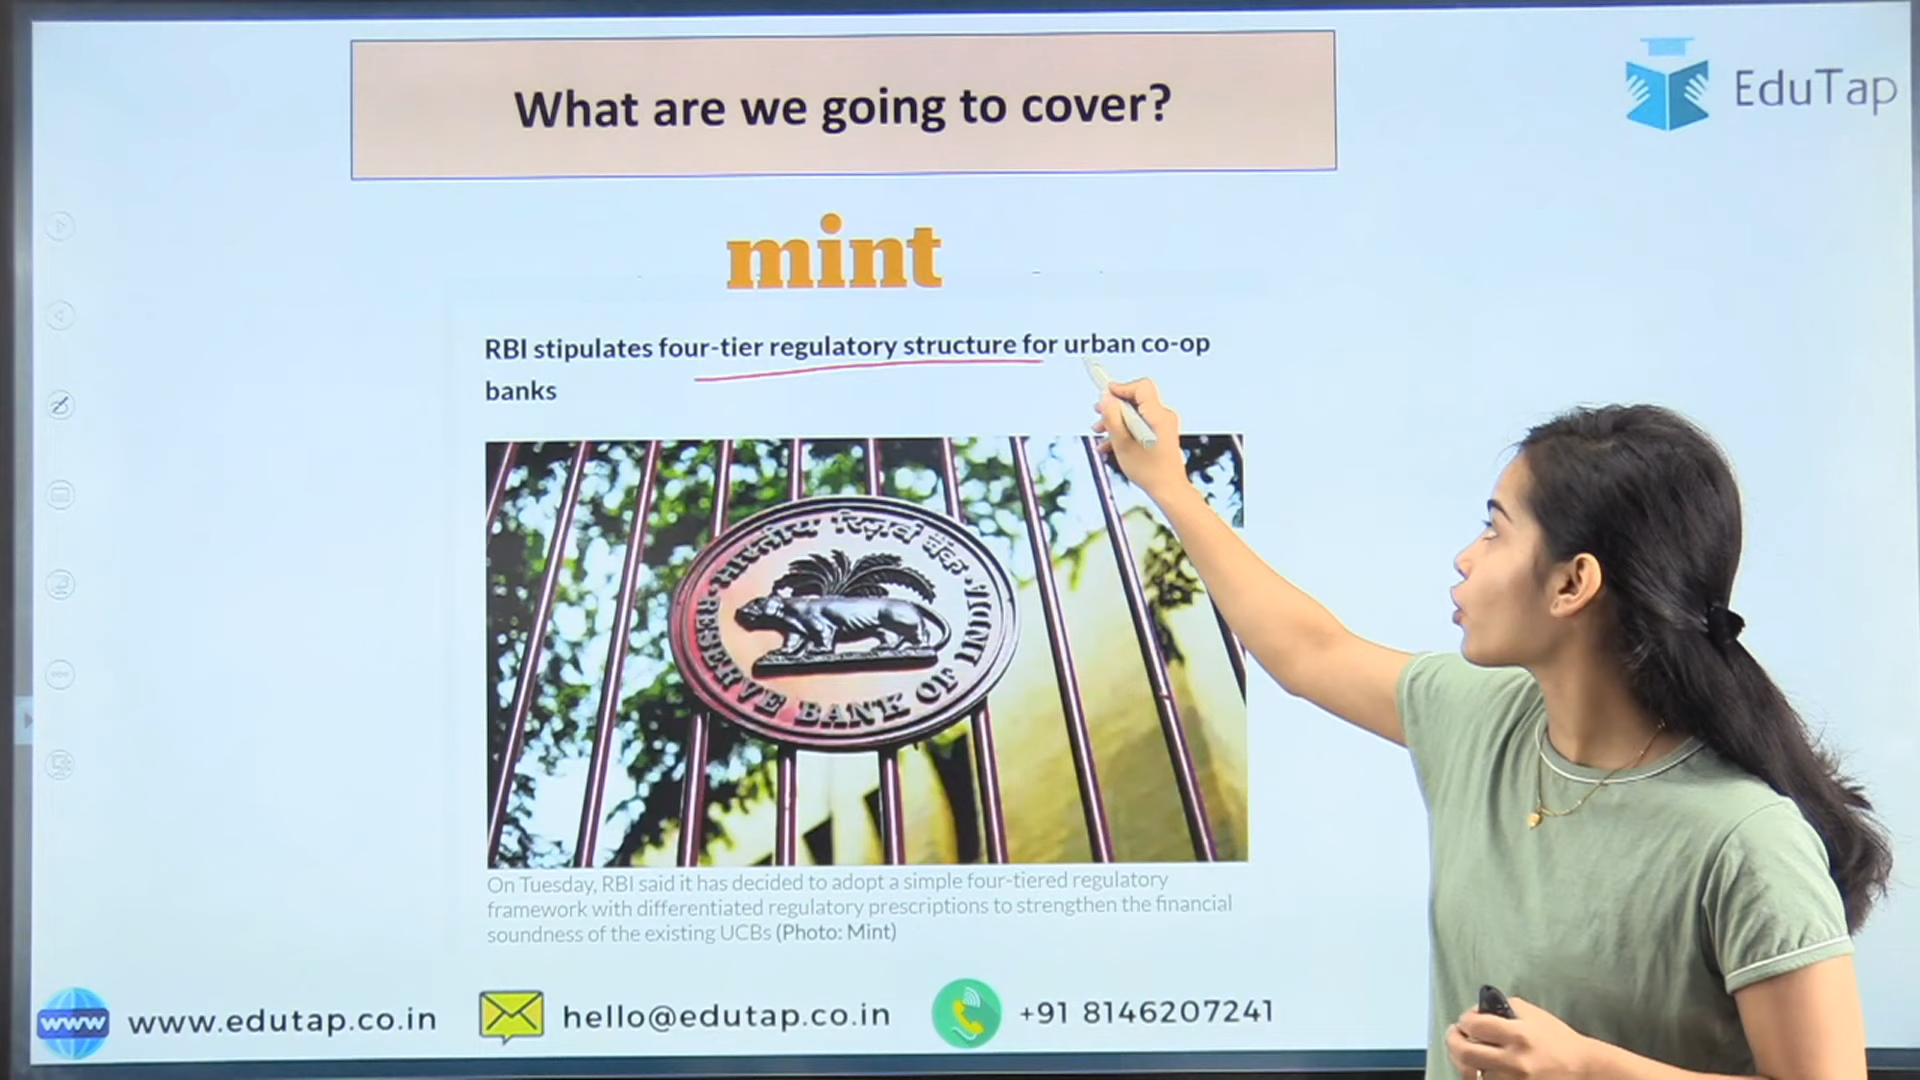 What are we going to cover?
EduTap
mint
RBI stipulates four-tier regulatory structure for urban co-op
banks
भारतीय रिज़र्व बैंक
RESERVE BANK OF INDIA
On Tuesday, RBI said it has decided to adopt a simple four-tiered regulatory
framework with differentiated regulatory prescriptions to strengthen the financial
soundness of the existing UCBs (Photo: Mint)
www www.edutap.co.in hello@edutap.co.in +91 8146207241